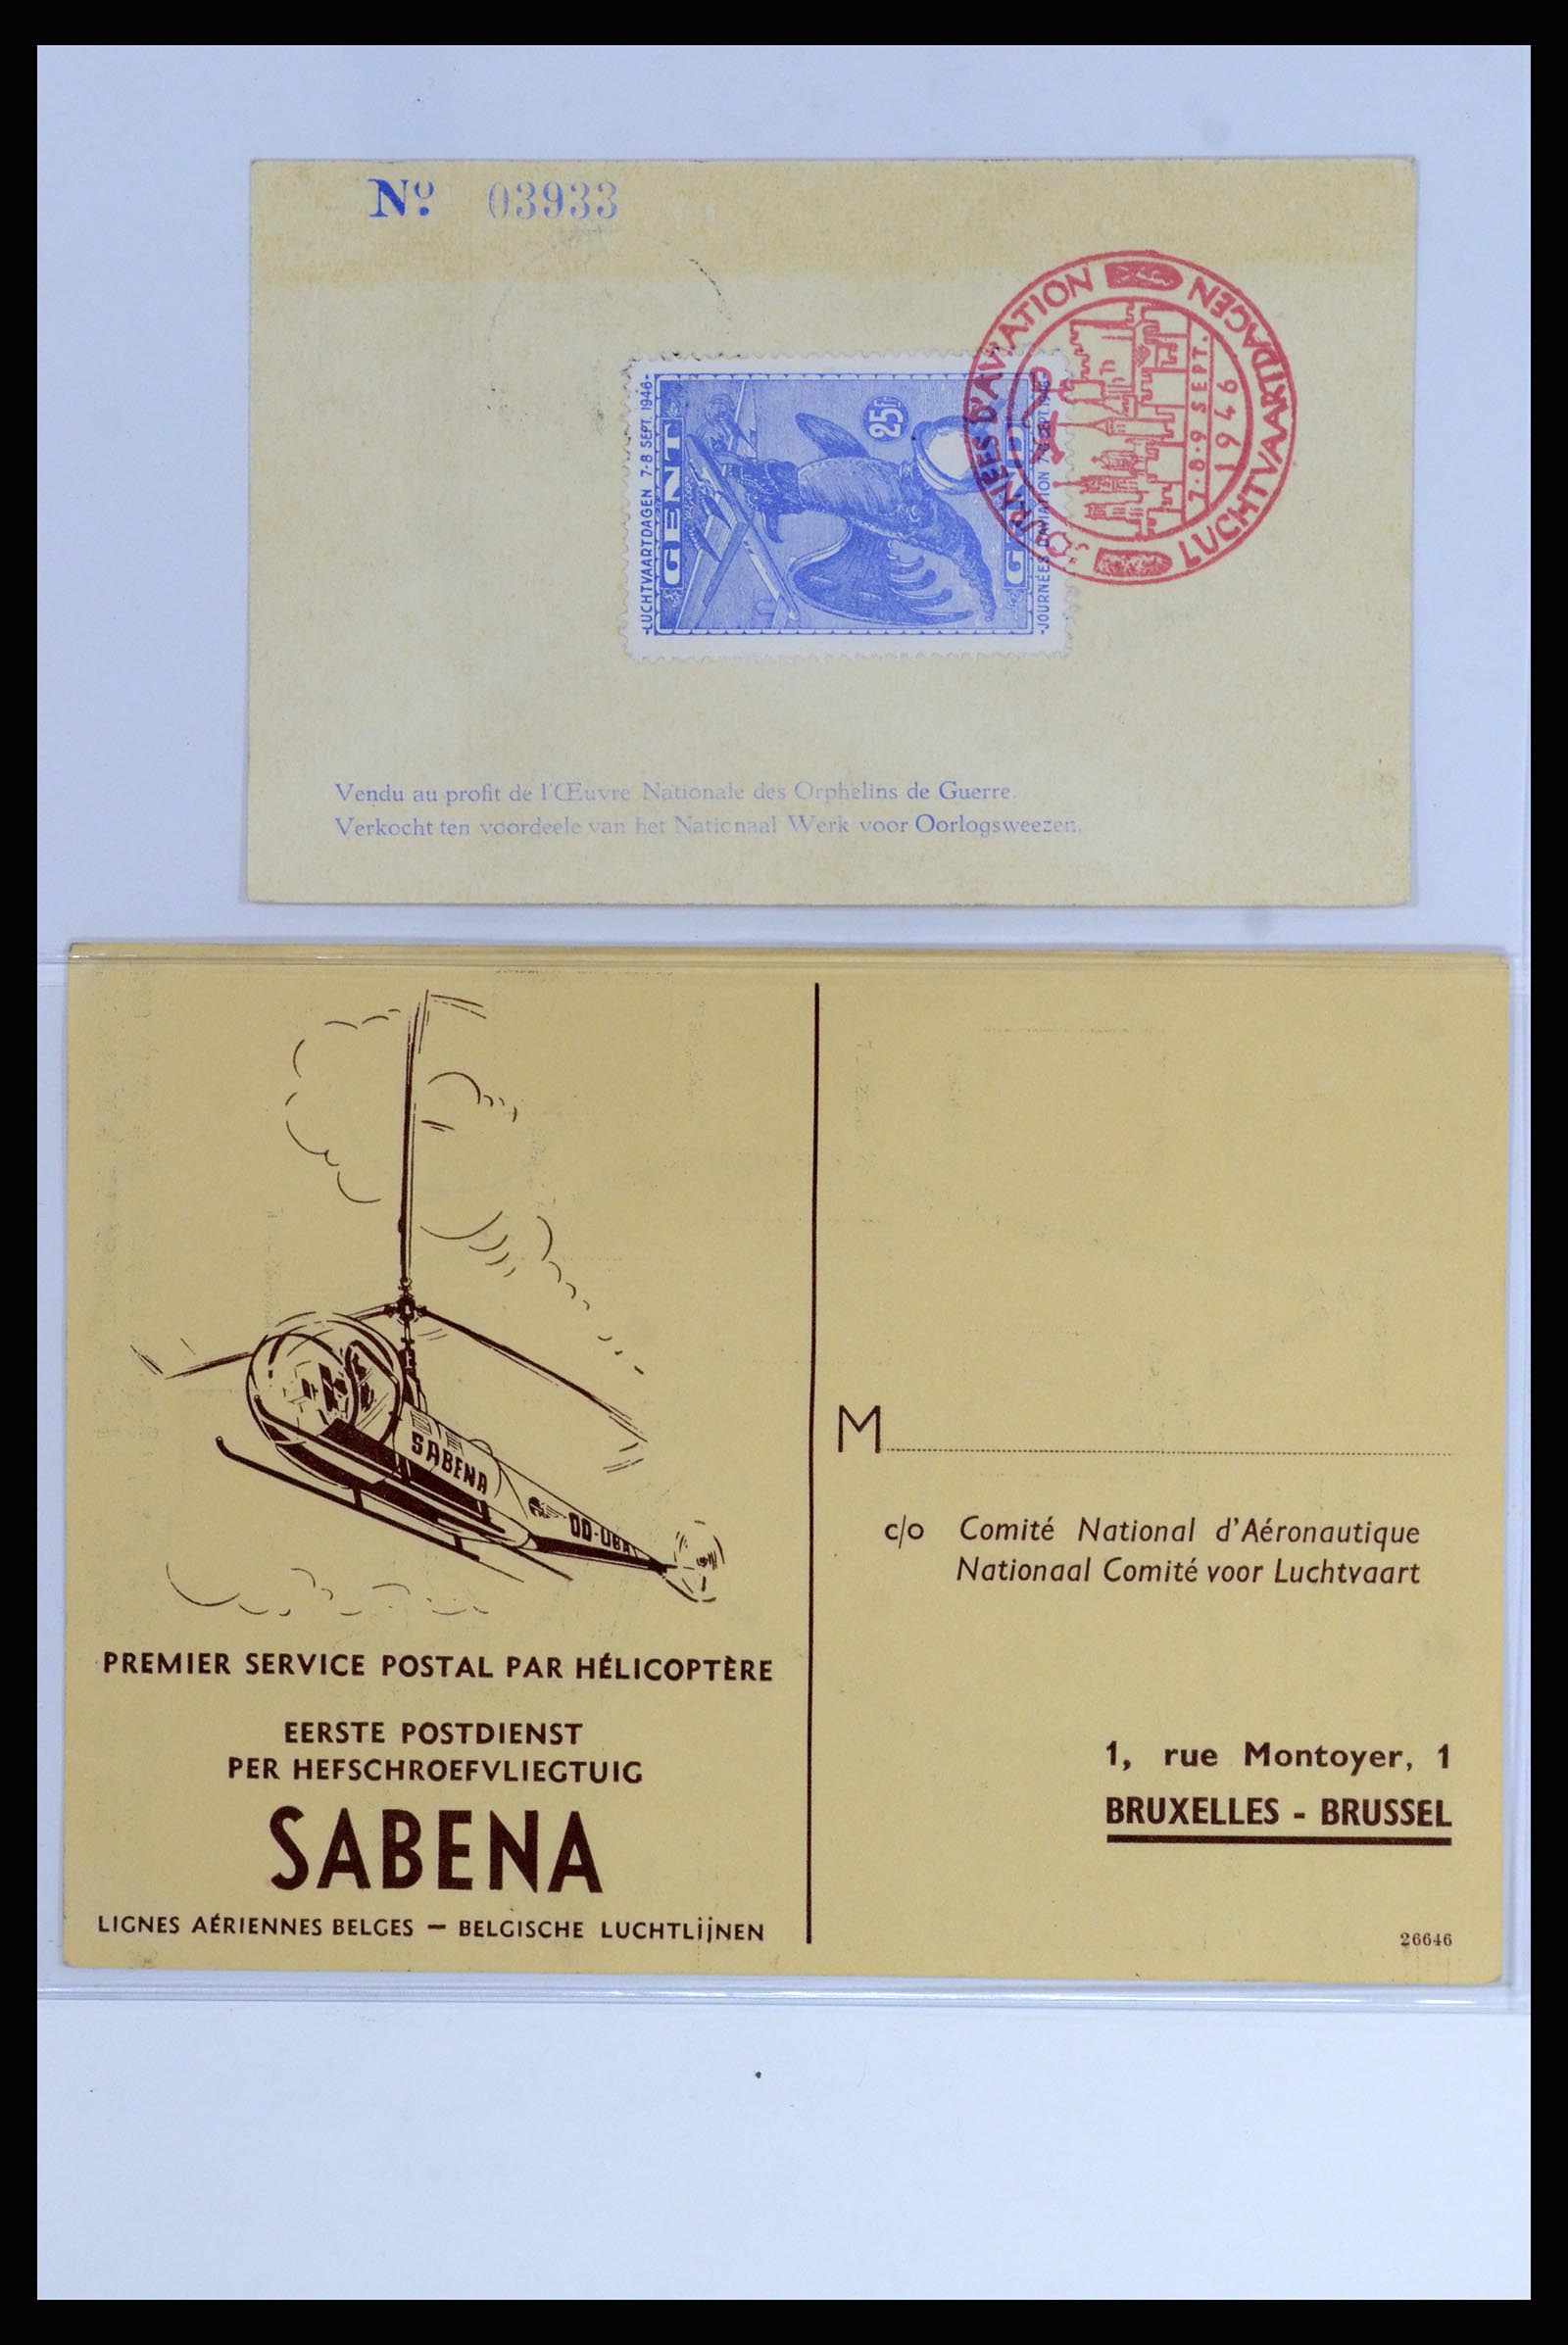 Nº 03933
-LUCHTVAARTDAGEN 7-8 SEPT. 1946-
GENT
25f
JOURNÉES D'AVIATION
JOURNÉES D'AVIATION
LUCHTVAARTDAGEN
7.8.9 SEPT.
1946
Vendu au profit de l'Œuvre Nationale des Orphelins de Guerre.
Verkocht ten voordeele van het Nationaal Werk voor Oorlogsweezen.
SABENA
OO-UBA
PREMIER SERVICE POSTAL PAR HÉLICOPTÈRE
EERSTE POSTDIENST
PER HEFSCHROEFVLIEGTUIG
SABENA
LIGNES AÉRIENNES BELGES — BELGISCHE LUCHTLIJNEN
M
c/o Comité National d'Aéronautique
Nationaal Comité voor Luchtvaart
1, rue Montoyer, 1
BRUXELLES - BRUSSEL
26646